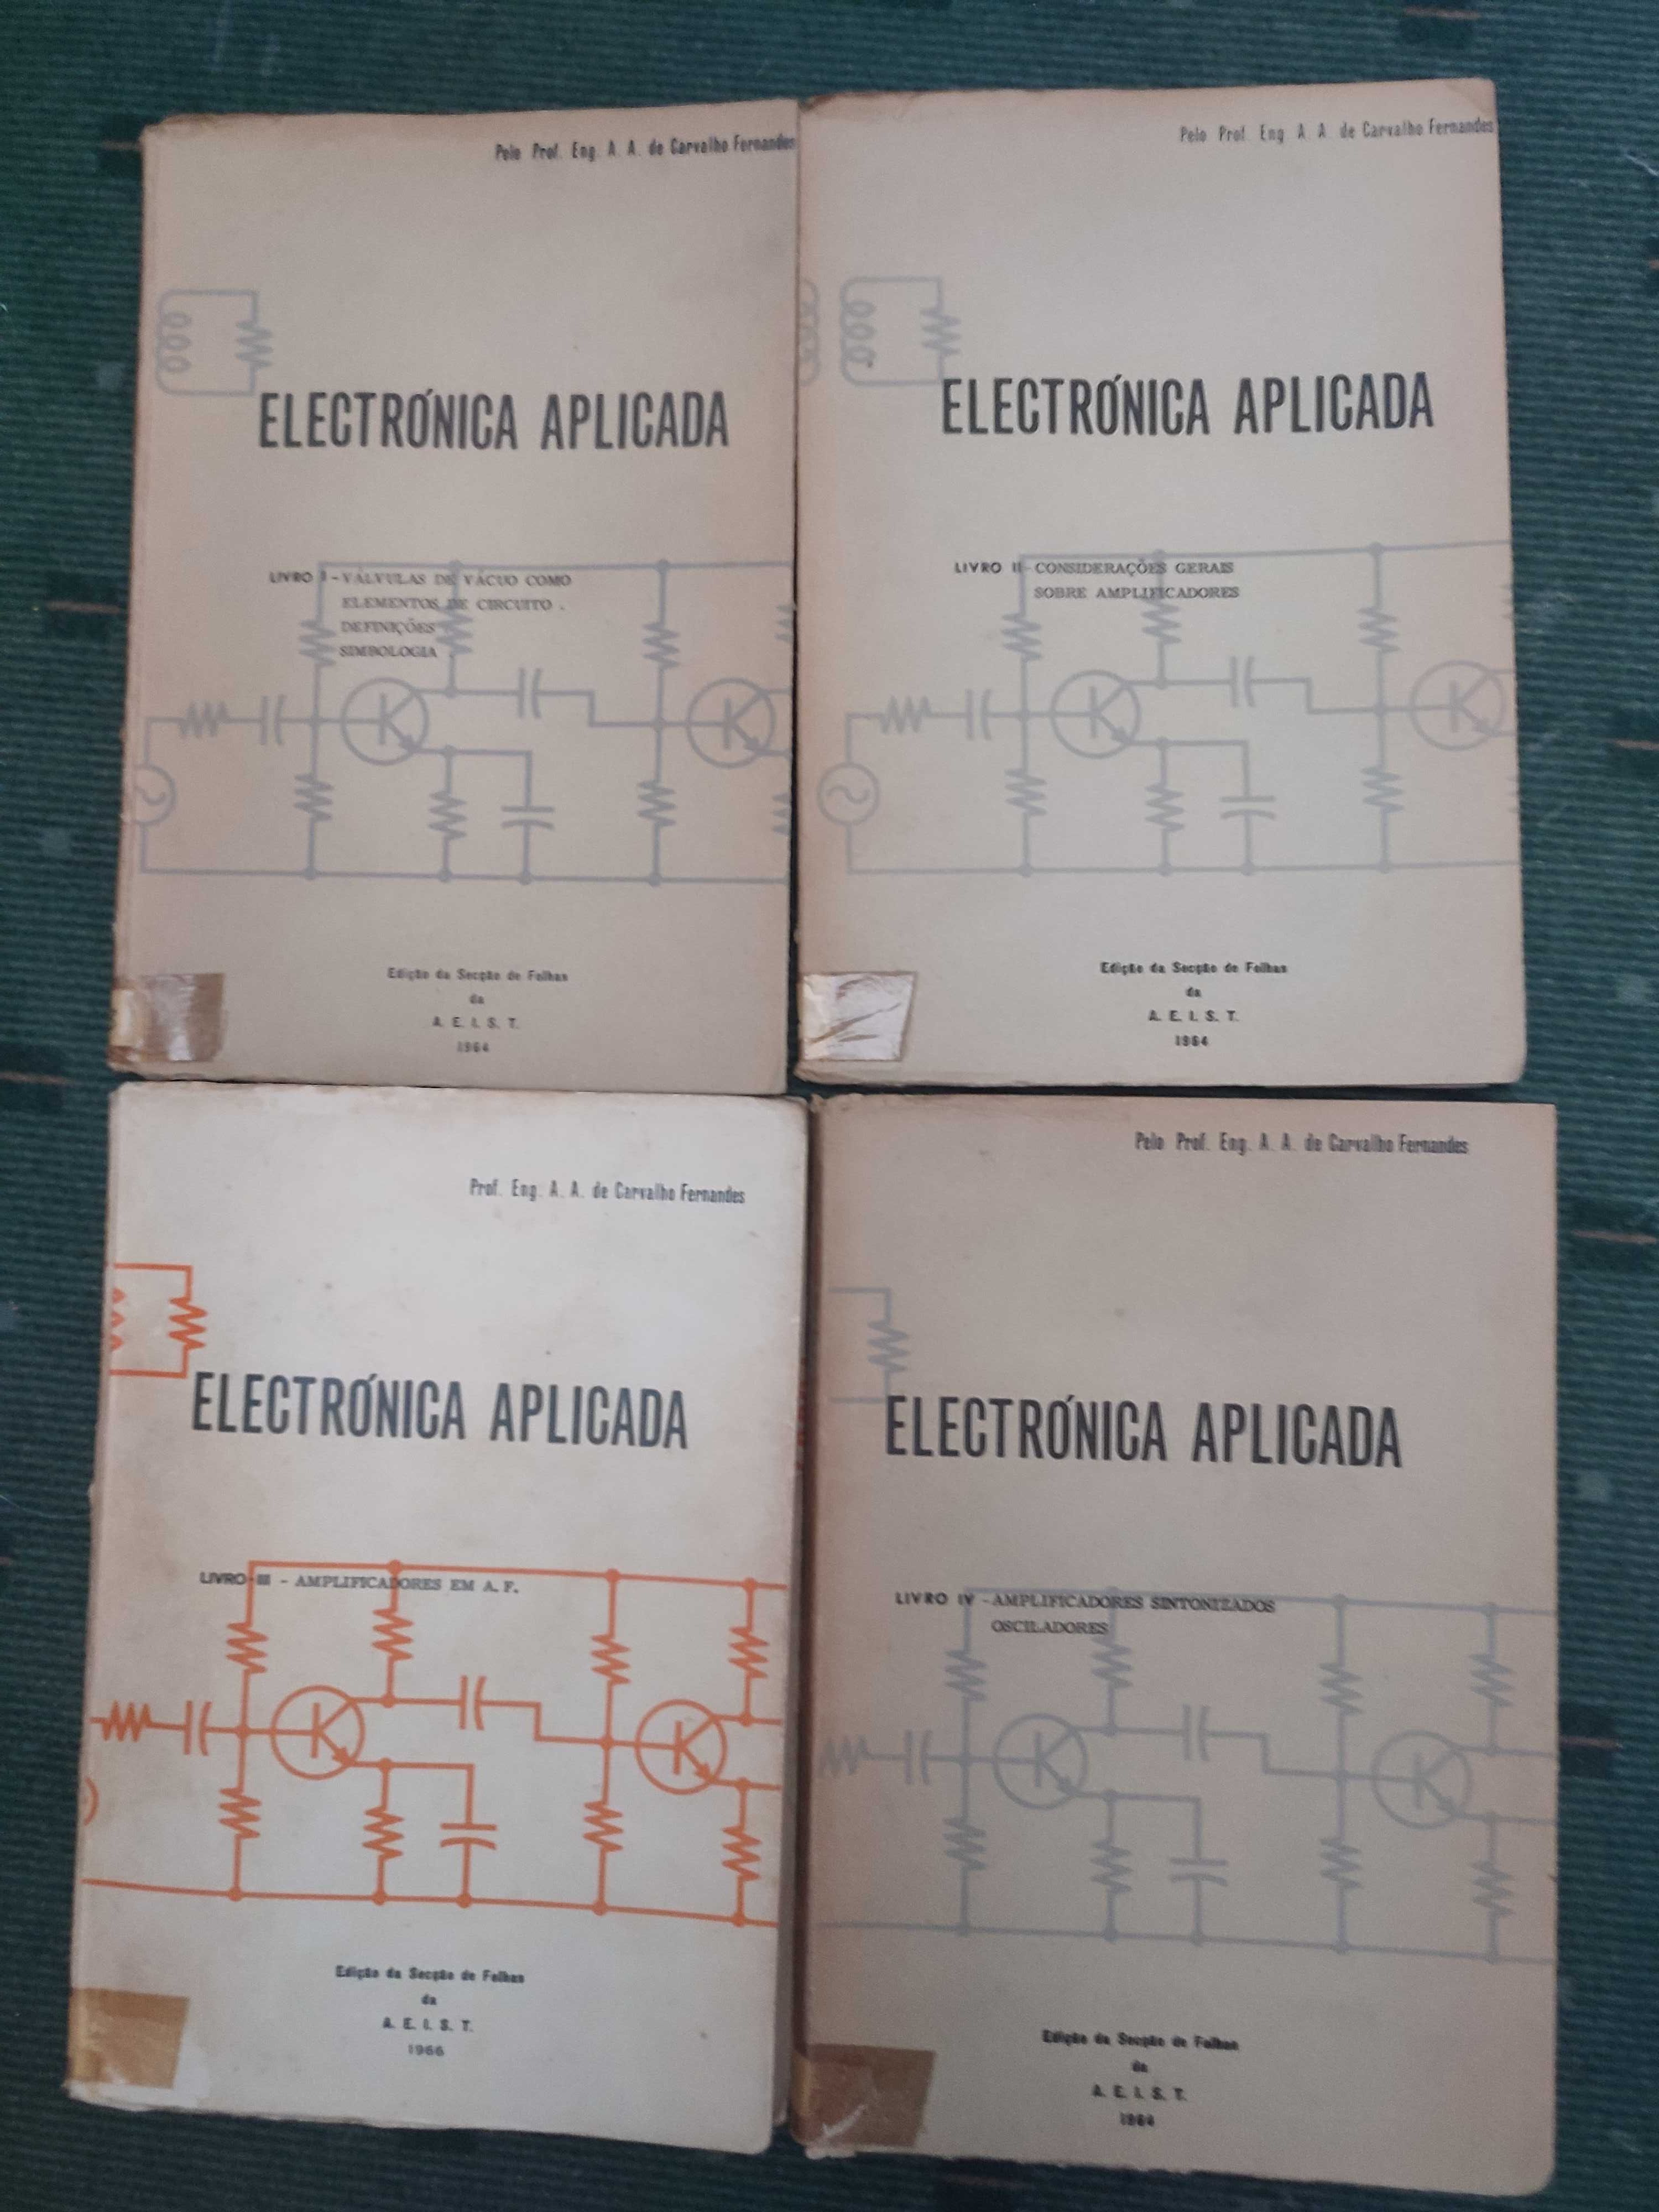 Pelo Prof. Eng. A. A. de Carvalho Fernandes
ELECTRÓNICA APLICADA
LIVRO I - VÁLVULAS DE VÁCUO COMO
ELEMENTOS DE CIRCUITO .
DEFINIÇÕES
SIMBOLOGIA
Edição da Secção de Folhas
da
A. E. I. S. T.
1964
Pelo Prof. Eng. A. A. de Carvalho Fernandes
ELECTRÓNICA APLICADA
LIVRO II - CONSIDERAÇÕES GERAIS
SOBRE AMPLIFICADORES
Edição da Secção de Folhas
da
A. E. I. S. T.
1964
Prof. Eng. A. A. de Carvalho Fernandes
ELECTRÓNICA APLICADA
LIVRO III - AMPLIFICADORES EM A. F.
Edição da Secção de Folhas
da
A. E. I. S. T.
1966
Pelo Prof. Eng. A. A. de Carvalho Fernandes
ELECTRÓNICA APLICADA
LIVRO IV - AMPLIFICADORES SINTONIZADOS
OSCILADORES
Edição da Secção de Folhas
da
A. E. I. S. T.
1964